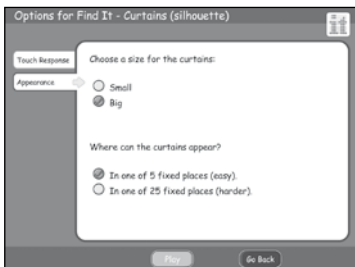 Options for Find It - Curtains (silhouette)
Touch Response
Appearance
Choose a size for the curtains:
Small
Big
Where can the curtains appear?
In one of 5 fixed places (easy).
In one of 25 fixed places (harder).
Play
Go Back